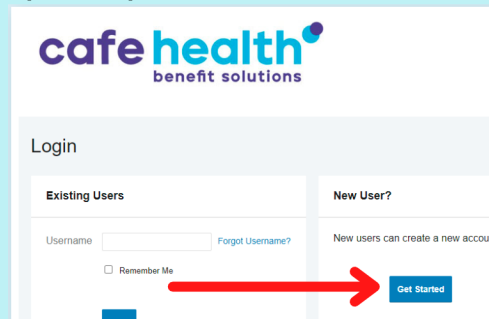 cafe health
benefit solutions
Login
Existing Users
Username
Forgot Username?
Remember Me
New User?
New users can create a new accou
Get Started